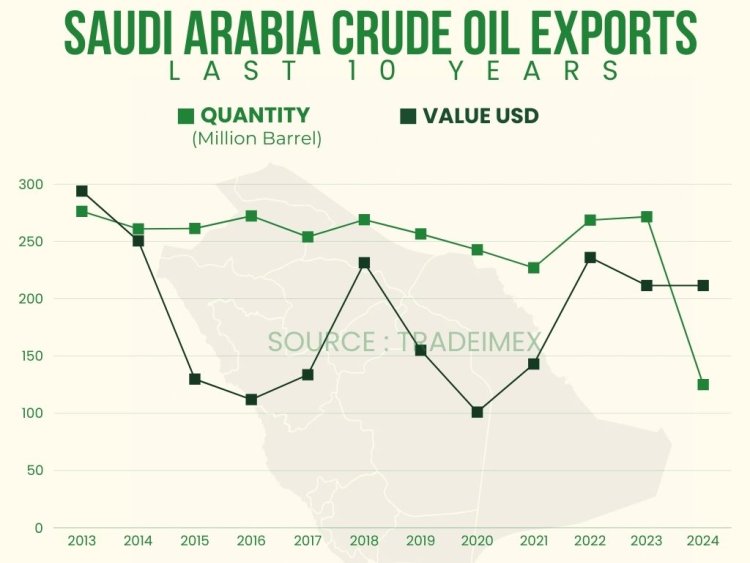 SAUDI ARABIA CRUDE OIL EXPORTS
LAST 10 YEARS
QUANTITY
(Million Barrel)
VALUE USD
300
250
200
150
100
50
0
SOURCE : TRADEIMEX
2013 2014 2015 2016 2017 2018 2019 2020 2021 2022 2023 2024